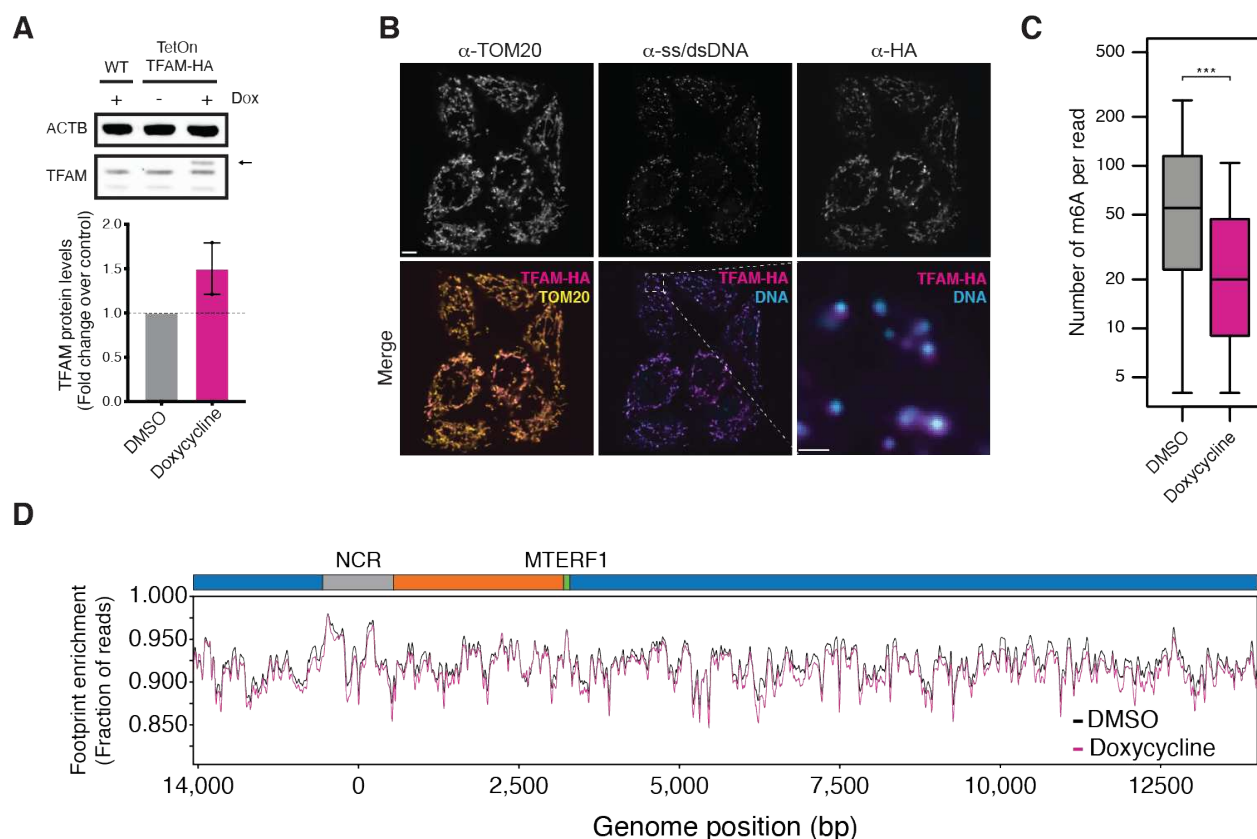 A
TetOn
WT TFAM-HA
+ - + Dox
ACTB
TFAM
←
2.0
1.5
1.0
0.5
0.0
TFAM protein levels
(Fold change over control)
DMSO
Doxycycline
B
α-TOM20 α-ss/dsDNA α-HA
Merge
TFAM-HA
TOM20
TFAM-HA
DNA
TFAM-HA
DNA
C
500
200
100
50
20
10
5
Number of m6A per read
***
DMSO
Doxycycline
D
NCR MTERF1
1.000
0.950
0.900
0.850
Footprint enrichment
(Fraction of reads)
DMSO
Doxycycline
14,000 0 2,500 5,000 7,500 10,000 12500
Genome position (bp)